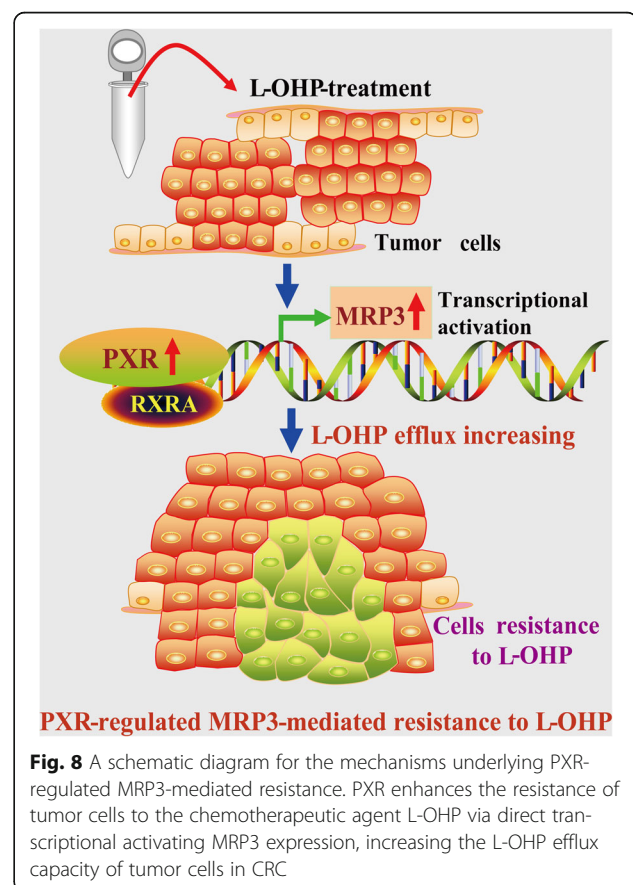 L-OHP-treatment
Tumor cells
MRP3
Transcriptional
activation
PXR
RXRA
L-OHP efflux increasing
Cells resistance
to L-OHP
PXR-regulated MRP3-mediated resistance to L-OHP
Fig. 8 A schematic diagram for the mechanisms underlying PXR-
regulated MRP3-mediated resistance. PXR enhances the resistance of
tumor cells to the chemotherapeutic agent L-OHP via direct tran-
scriptional activating MRP3 expression, increasing the L-OHP efflux
capacity of tumor cells in CRC